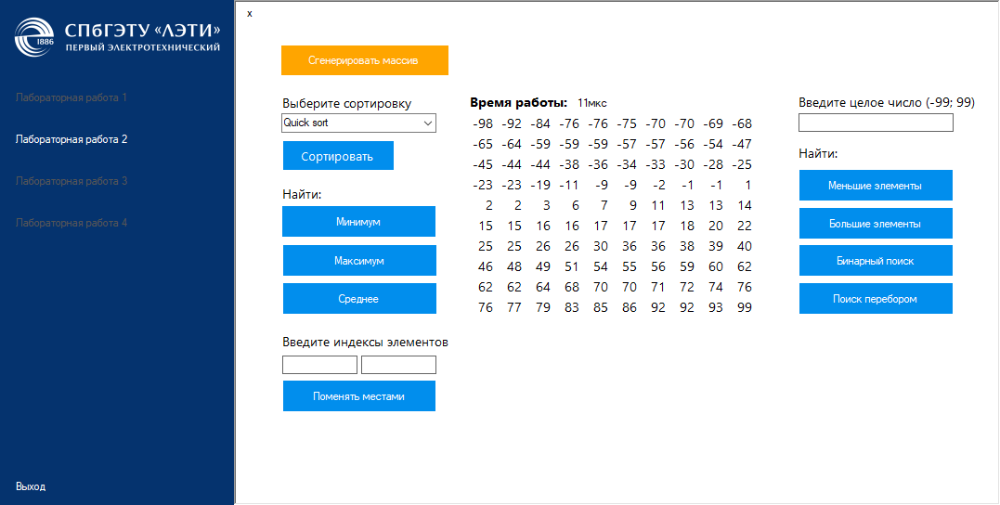 СПбГЭТУ «ЛЭТИ»
ПЕРВЫЙ ЭЛЕКТРОТЕХНИЧЕСКИЙ
1886
Лабораторная работа 1
Лабораторная работа 2
Лабораторная работа 3
Лабораторная работа 4
Выход
x
Сгенерировать массив
Выберите сортировку
Quick sort
Сортировать
Найти:
Минимум
Максимум
Среднее
Введите индексы элементов
Поменять местами
Время работы: 11мкс
-98 -92 -84 -76 -76 -75 -70 -70 -69 -68
-65 -64 -59 -59 -59 -57 -57 -56 -54 -47
-45 -44 -44 -38 -36 -34 -33 -30 -28 -25
-23 -23 -19 -11 -9 -9 -2 -1 -1 1
2 2 3 6 7 9 11 13 13 14
15 15 16 16 17 17 17 18 20 22
25 25 26 26 30 36 36 38 39 40
46 48 49 51 54 55 56 59 60 62
62 62 64 68 70 70 71 72 74 76
76 77 79 83 85 86 92 92 93 99
Введите целое число (-99; 99)
Найти:
Меньшие элементы
Большие элементы
Бинарный поиск
Поиск перебором